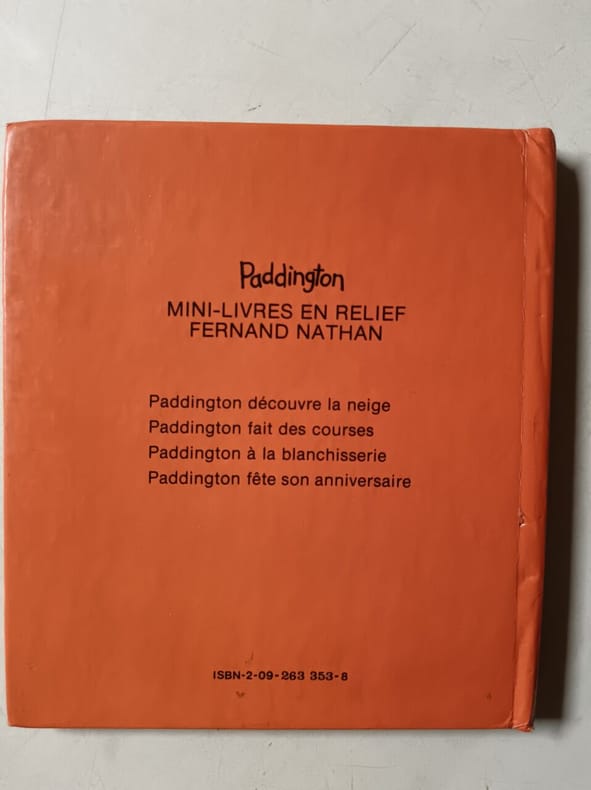 Paddington
MINI-LIVRES EN RELIEF
FERNAND NATHAN
Paddington découvre la neige
Paddington fait des courses
Paddington à la blanchisserie
Paddington fête son anniversaire
ISBN-2-09-263 353-8